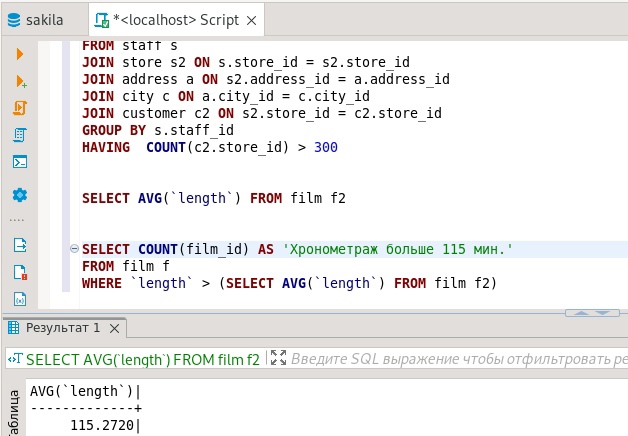 sakila
*<localhost> Script
FROM staff s
JOIN store s2 ON s.store_id = s2.store_id
JOIN address a ON s2.address_id = a.address_id
JOIN city c ON a.city_id = c.city_id
JOIN customer c2 ON s2.store_id = c2.store_id
GROUP BY s.staff_id
HAVING  COUNT(c2.store_id) > 300
SELECT AVG(`length`) FROM film f2
SELECT COUNT(film_id) AS 'Хронометраж больше 115 мин.'
FROM film f
WHERE `length` > (SELECT AVG(`length`) FROM film f2)
Результат 1
SELECT AVG(`length`) FROM film f2
Введите SQL выражение чтобы отфильтровать ре
AVG(`length`)|
-------------+
115.2720|